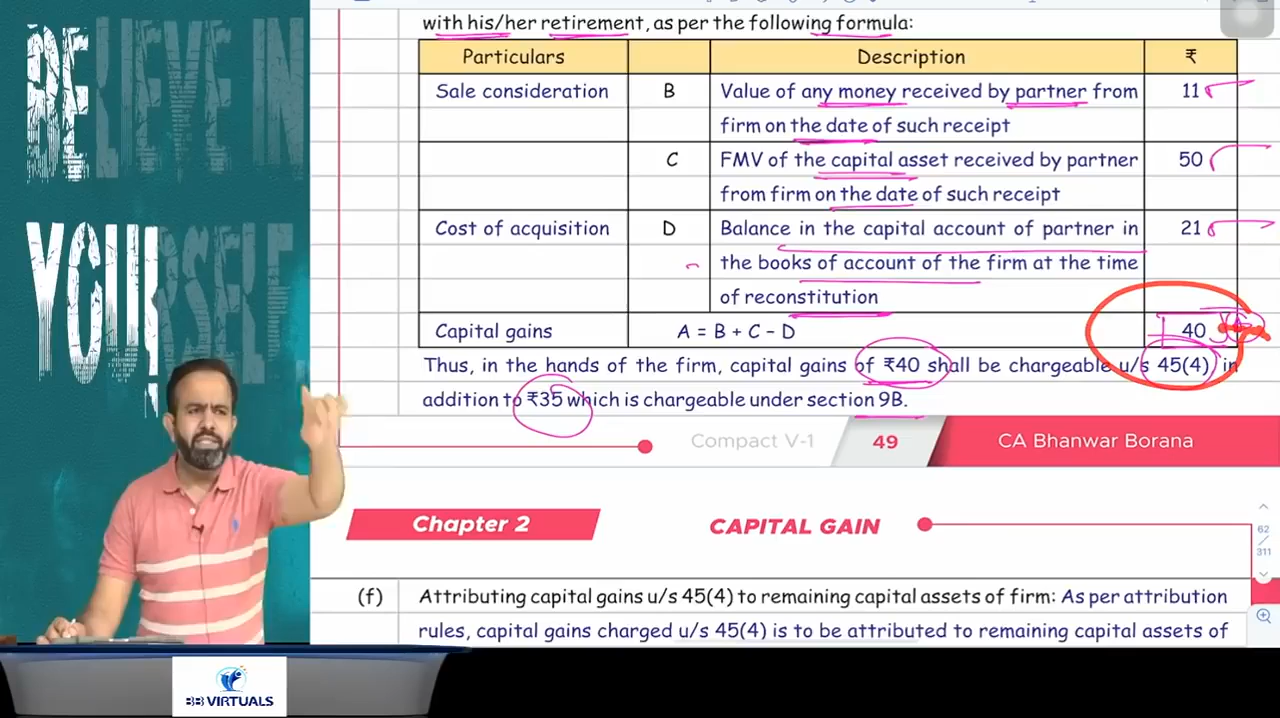 BELIEVE IN
YOURSELF
with his/her retirement, as per the following formula:
Particulars Description ₹
Sale consideration B Value of any money received by partner from 11
firm on the date of such receipt
C FMV of the capital asset received by partner 50
from firm on the date of such receipt
Cost of acquisition D Balance in the capital account of partner in 21
the books of account of the firm at the time
of reconstitution
Capital gains A = B + C - D 40
Thus, in the hands of the firm, capital gains of ₹40 shall be chargeable u/s 45(4) in
addition to ₹35 which is chargeable under section 9B.
Compact V-1 49 CA Bhanwar Borana
Chapter 2 CAPITAL GAIN
62
/
311
(f) Attributing capital gains u/s 45(4) to remaining capital assets of firm: As per attribution
rules, capital gains charged u/s 45(4) is to be attributed to remaining capital assets of
BB VIRTUALS